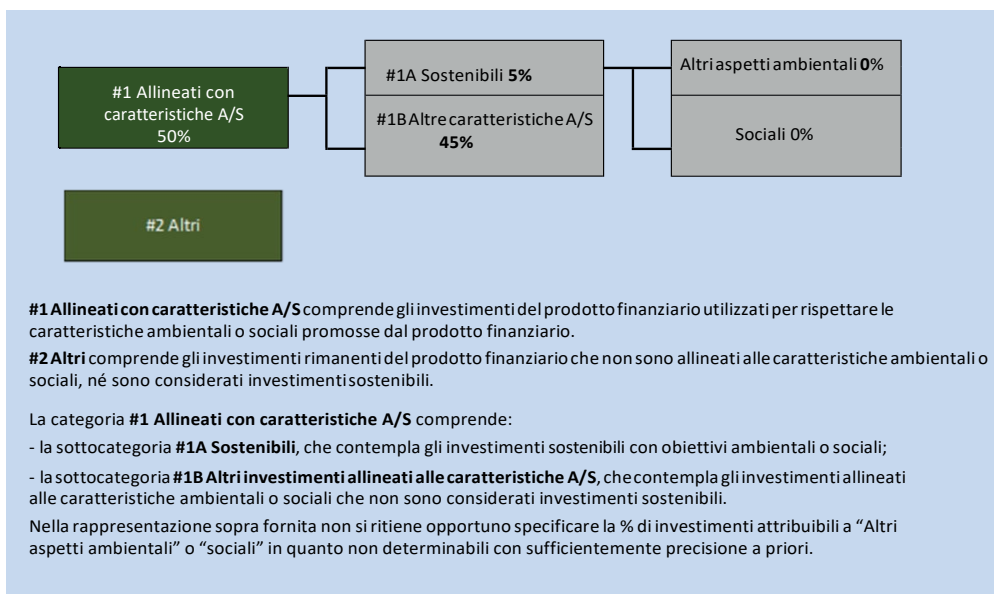 #1 Allineati con
caratteristiche A/S
50%
#1A Sostenibili 5%
#1B Altre caratteristiche A/S
45%
Altri aspetti ambientali 0%
Sociali 0%
#2 Altri
#1 Allineati con caratteristiche A/S comprende gli investimenti del prodotto finanziario utilizzati per rispettare le
caratteristiche ambientali o sociali promosse dal prodotto finanziario.
#2 Altri comprende gli investimenti rimanenti del prodotto finanziario che non sono allineati alle caratteristiche ambientali o
sociali, né sono considerati investimenti sostenibili.
La categoria #1 Allineati con caratteristiche A/S comprende:
- la sottocategoria #1A Sostenibili, che contempla gli investimenti sostenibili con obiettivi ambientali o sociali;
- la sottocategoria #1B Altri investimenti allineati alle caratteristiche A/S, che contempla gli investimenti allineati
alle caratteristiche ambientali o sociali che non sono considerati investimenti sostenibili.
Nella rappresentazione sopra fornita non si ritiene opportuno specificare la % di investimenti attribuibili a “Altri
aspetti ambientali” o “sociali” in quanto non determinabili con sufficientemente precisione a priori.